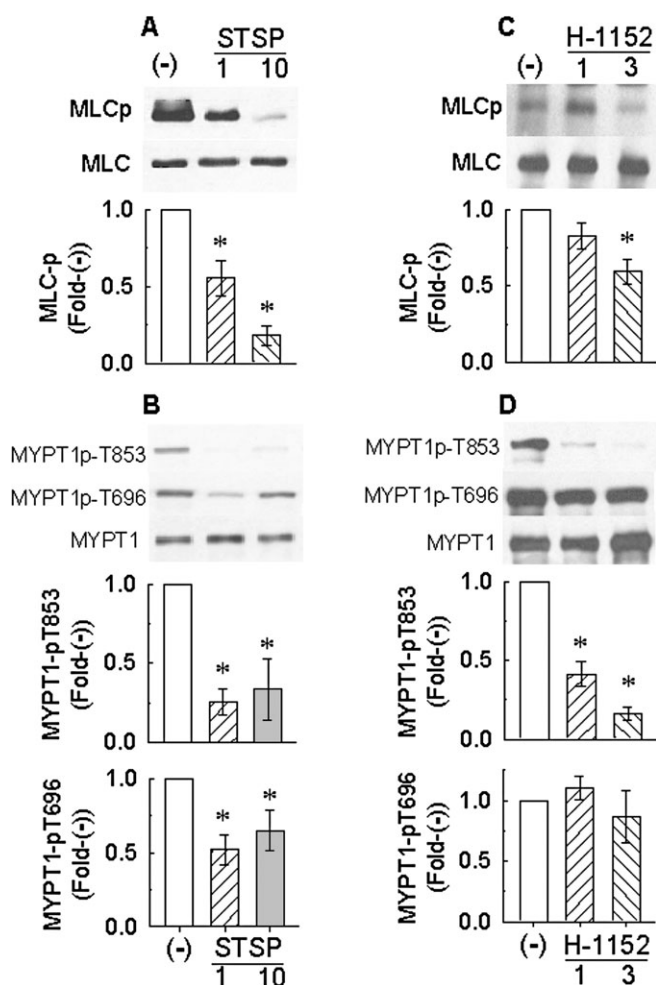 A
STSP
(-) 1 10
MLCp
MLC
1.0
0.5
0.0
MLC-p
(Fold-(-))
*
*
B
MYPT1p-T853
MYPT1p-T696
MYPT1
1.0
0.5
0.0
MYPT1-pT853
(Fold-(-))
*
*
1.0
0.5
0.0
MYPT1-pT696
(Fold-(-))
*
*
(-) STSP
1 10
C
H-1152
(-) 1 3
MLCp
MLC
1.0
0.5
0.0
MLC-p
(Fold-(-))
*
D
MYPT1p-T853
MYPT1p-T696
MYPT1
1.0
0.5
0.0
MYPT1-pT853
(Fold-(-))
*
*
1.0
0.5
0.0
MYPT1-pT696
(Fold-(-))
(-) H-1152
1 3